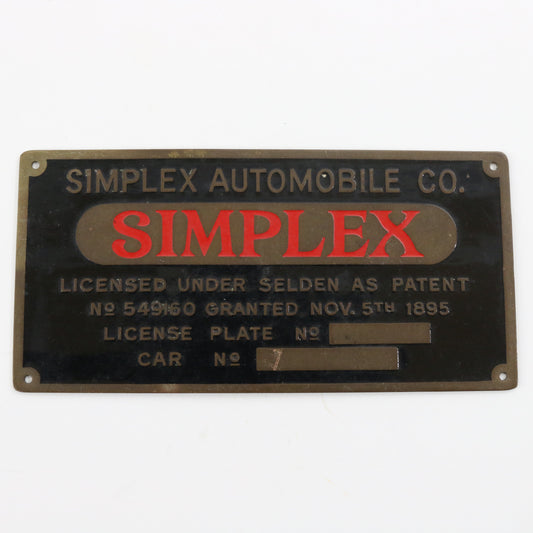 SIMPLEX AUTOMOBILE CO.
SIMPLEX
LICENSED UNDER SELDEN AS PATENT
No 549160 GRANTED NOV. 5TH 1895
LICENSE PLATE No
CAR No